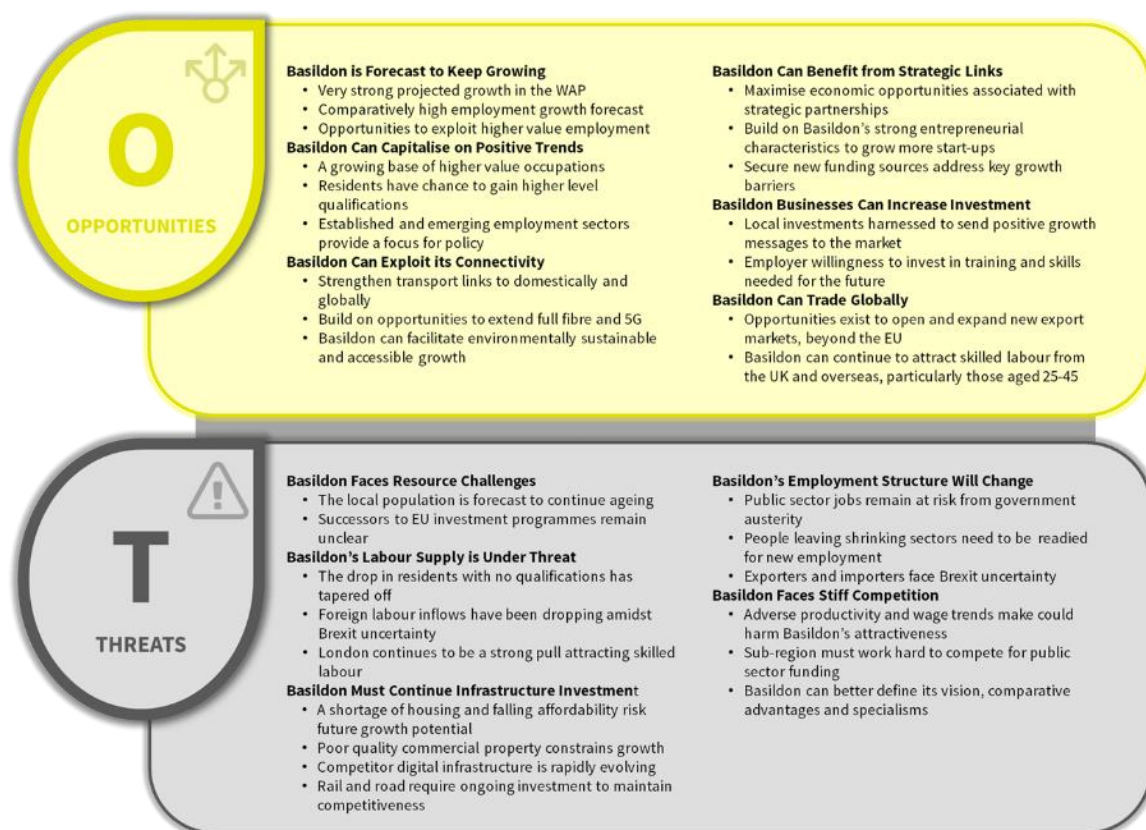 O
OPPORTUNITIES
Basildon is Forecast to Keep Growing
• Very strong projected growth in the WAP
• Comparatively high employment growth forecast
• Opportunities to exploit higher value employment
Basildon Can Capitalise on Positive Trends
• A growing base of higher value occupations
• Residents have chance to gain higher level
qualifications
• Established and emerging employment sectors
provide a focus for policy
Basildon Can Exploit its Connectivity
• Strengthen transport links to domestically and
globally
• Build on opportunities to extend full fibre and 5G
• Basildon can facilitate environmentally sustainable
and accessible growth
Basildon Can Benefit from Strategic Links
• Maximise economic opportunities associated with
strategic partnerships
• Build on Basildon's strong entrepreneurial
characteristics to grow more start-ups
• Secure new funding sources address key growth
barriers
Basildon Businesses Can Increase Investment
• Local investments harnessed to send positive growth
messages to the market
• Employer willingness to invest in training and skills
needed for the future
Basildon Can Trade Globally
• Opportunities exist to open and expand new export
markets, beyond the EU
• Basildon can continue to attract skilled labour from
the UK and overseas, particularly those aged 25-45
T
THREATS
Basildon Faces Resource Challenges
• The local population is forecast to continue ageing
• Successors to EU investment programmes remain
unclear
Basildon's Labour Supply is Under Threat
• The drop in residents with no qualifications has
tapered off
• Foreign labour inflows have been dropping amidst
Brexit uncertainty
• London continues to be a strong pull attracting skilled
labour
Basildon Must Continue Infrastructure Investment
• A shortage of housing and falling affordability risk
future growth potential
• Poor quality commercial property constrains growth
• Competitor digital infrastructure is rapidly evolving
• Rail and road require ongoing investment to maintain
competitiveness
Basildon's Employment Structure Will Change
• Public sector jobs remain at risk from government
austerity
• People leaving shrinking sectors need to be readied
for new employment
• Exporters and importers face Brexit uncertainty
Basildon Faces Stiff Competition
• Adverse productivity and wage trends make could
harm Basildon's attractiveness
• Sub-region must work hard to compete for public
sector funding
• Basildon can better define its vision, comparative
advantages and specialisms